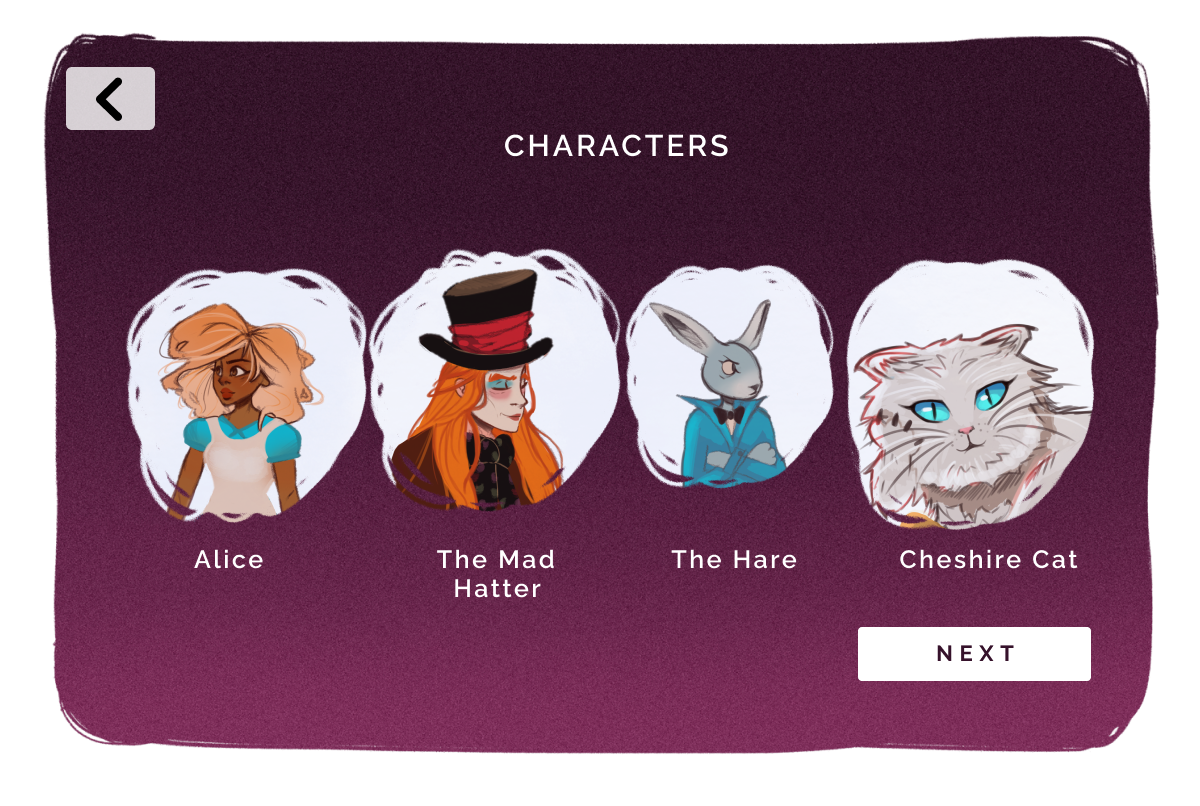 CHARACTERS
Alice
The Mad
Hatter
The Hare
Cheshire Cat
NEXT